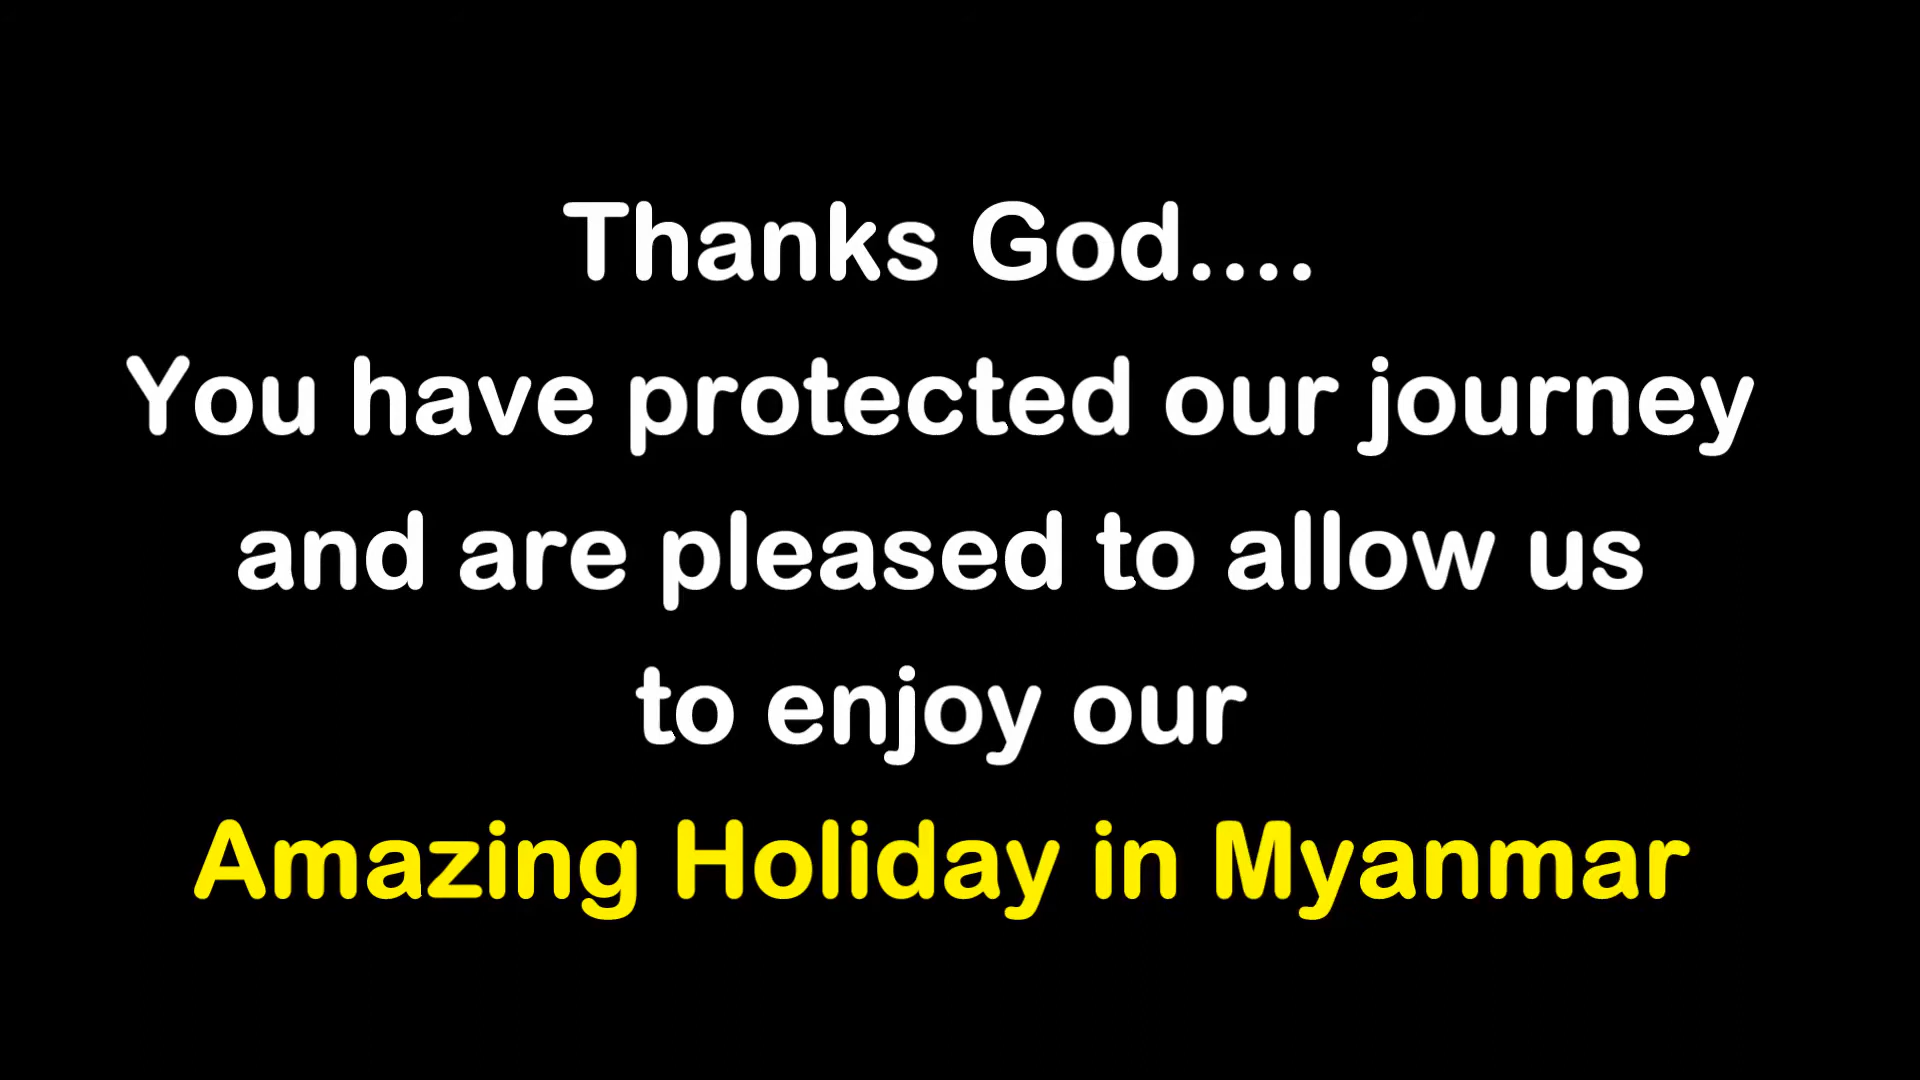 Thanks God....
You have protected our journey
and are pleased to allow us
to enjoy our
Amazing Holiday in Myanmar